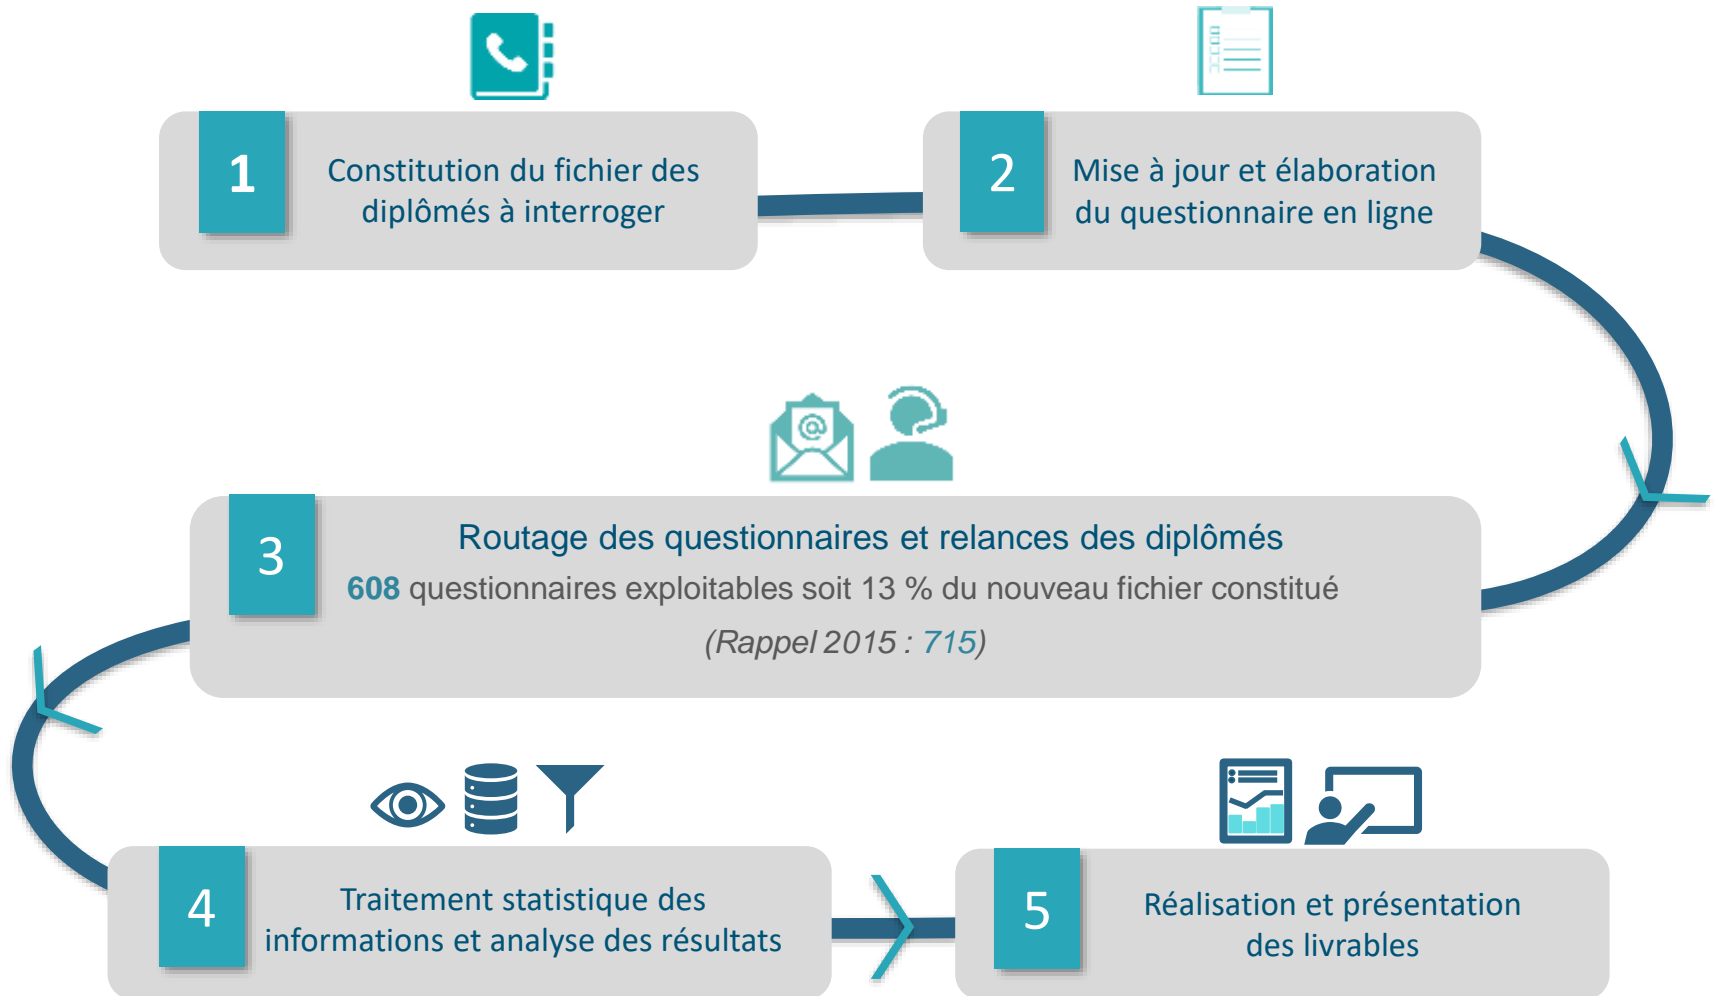 1
Constitution du fichier des
diplômés à interroger
2
Mise à jour et élaboration
du questionnaire en ligne
@
3
Routage des questionnaires et relances des diplômés
608 questionnaires exploitables soit 13 % du nouveau fichier constitué
(Rappel 2015 : 715)
4
Traitement statistique des
informations et analyse des résultats
5
Réalisation et présentation
des livrables